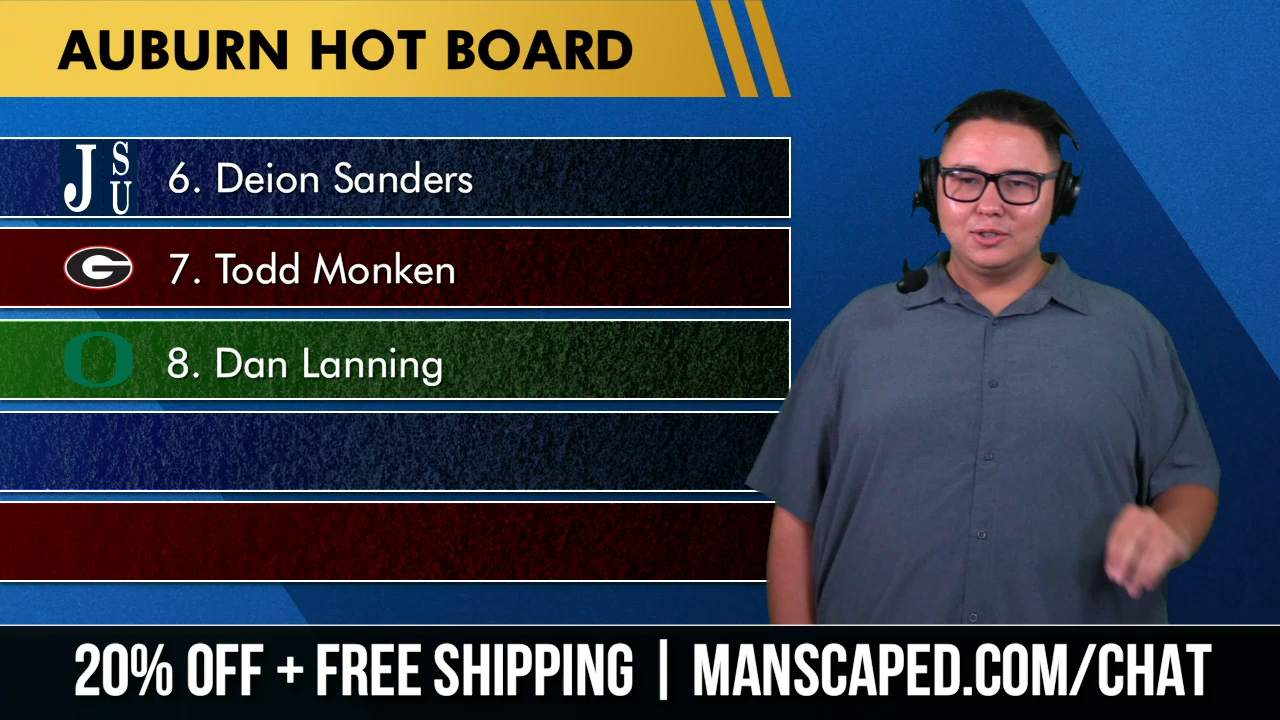 AUBURN HOT BOARD
JSU 6. Deion Sanders
G 7. Todd Monken
O 8. Dan Lanning
20% OFF + FREE SHIPPING | MANSCAPED.COM/CHAT